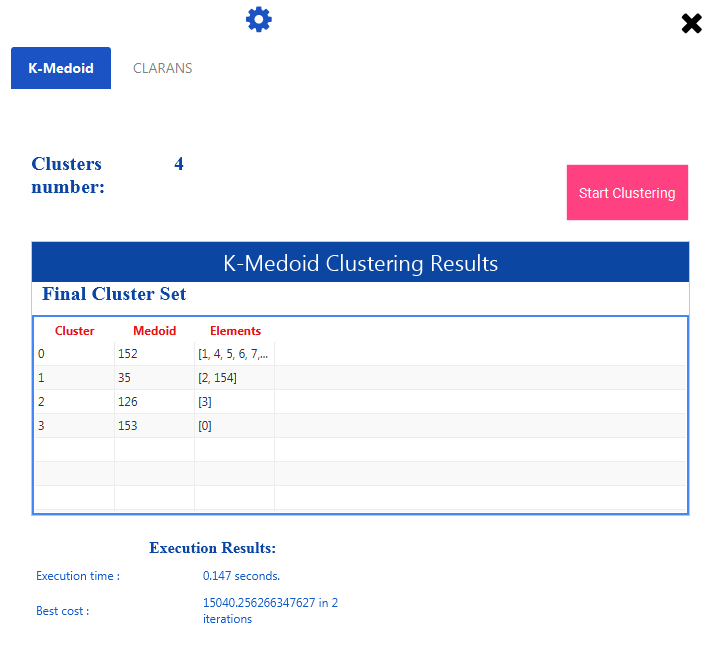 K-Medoid CLARANS
Clusters 4
number:
Start Clustering
K-Medoid Clustering Results
Final Cluster Set
Cluster Medoid Elements
0 152 [1, 4, 5, 6, 7,...
1 35 [2, 154]
2 126 [3]
3 153 [0]
Execution Results:
Execution time : 0.147 seconds.
Best cost : 15040.256266347627 in 2
iterations